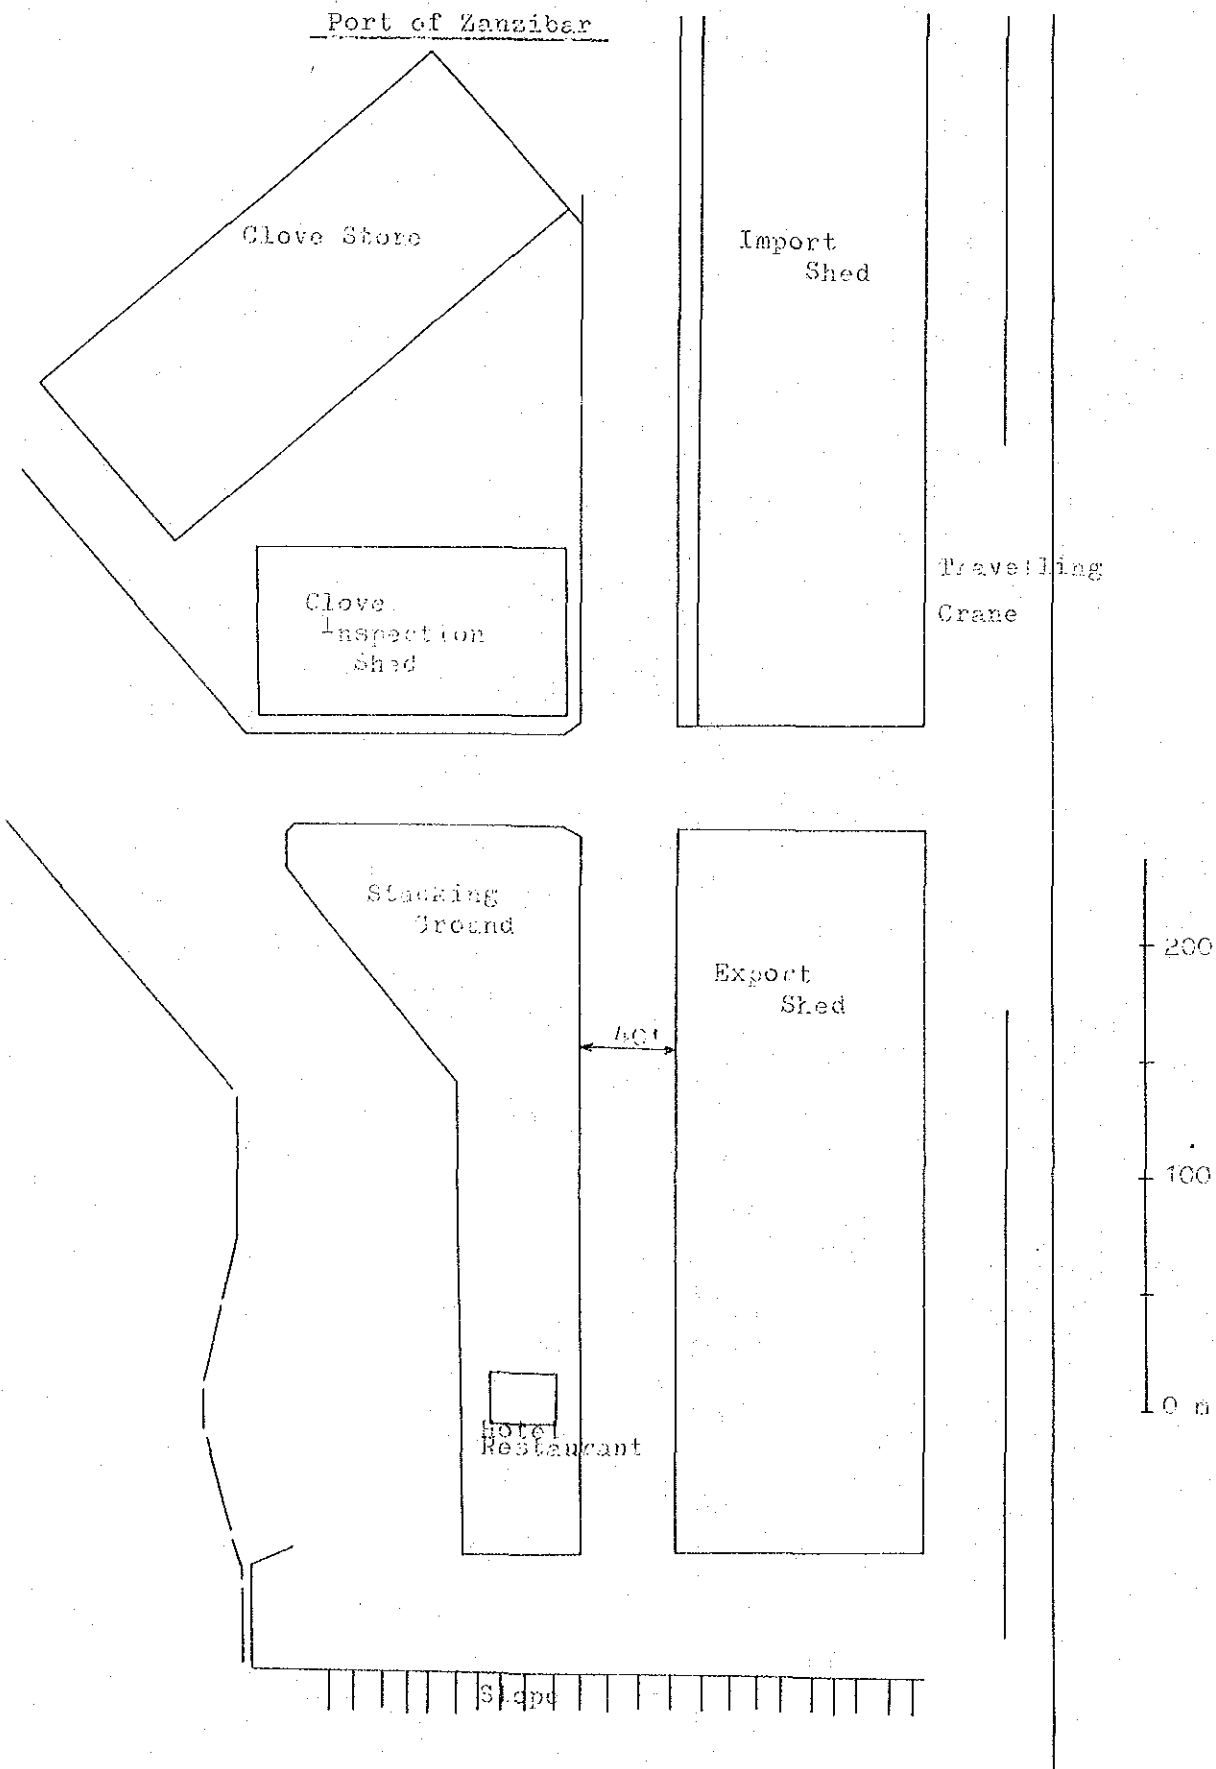 Port of Zanzibar
Clove Store
Import
Shed
Travelling
Crane
Clove
Inspection
Shed
Stacking
Ground
200
Export
Shed
40'
100
0 m
Hotel
Restaurant
Slope